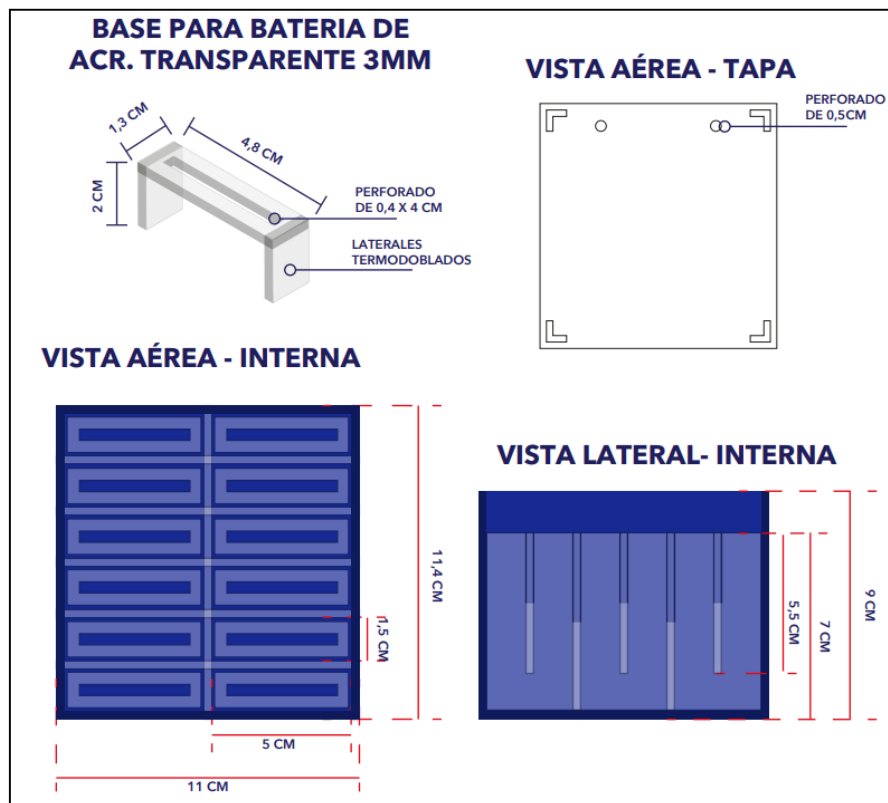 BASE PARA BATERIA DE
ACR. TRANSPARENTE 3MM
1,3 CM
4,8 CM
2 CM
PERFORADO
DE 0,4 X 4 CM
LATERALES
TERMODOBLADOS
VISTA AÉREA - TAPA
PERFORADO
DE 0,5CM
VISTA AÉREA - INTERNA
11,4 CM
1,5 CM
5 CM
11 CM
VISTA LATERAL- INTERNA
5,5 CM
7 CM
9 CM